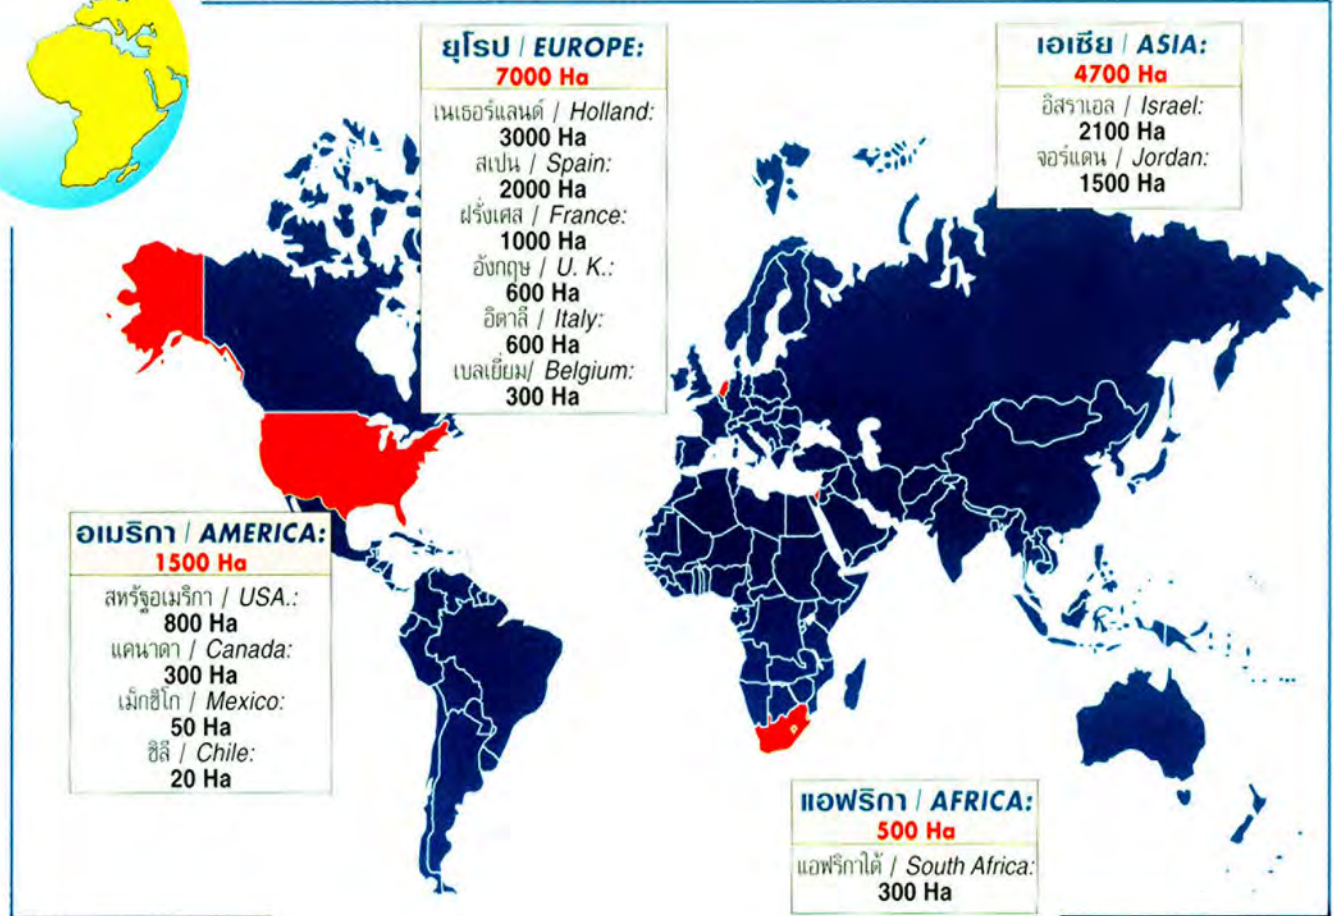 ยุโรป / EUROPE:
7000 Ha
เนเธอร์แลนด์ / Holland:
3000 Ha
สเปน / Spain:
2000 Ha
ฝรั่งเศส / France:
1000 Ha
อังกฤษ / U. K.:
600 Ha
อิตาลี / Italy:
600 Ha
เบลเยี่ยม/ Belgium:
300 Ha
เอเซีย / ASIA:
4700 Ha
อิสราเอล / Israel:
2100 Ha
จอร์แดน / Jordan:
1500 Ha
อเมริกา / AMERICA:
1500 Ha
สหรัฐอเมริกา / USA.:
800 Ha
แคนาดา / Canada:
300 Ha
เม็กซิโก / Mexico:
50 Ha
ชิลี / Chile:
20 Ha
แอฟริกา / AFRICA:
500 Ha
แอฟริกาใต้ / South Africa:
300 Ha